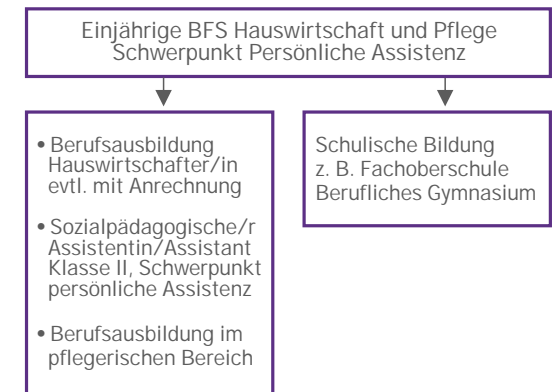 Einjährige BFS Hauswirtschaft und Pflege
Schwerpunkt Persönliche Assistenz
• Berufsausbildung
Hauswirtschafter/in
evtl. mit Anrechnung
• Sozialpädagogische/r
Assistentin/Assistant
Klasse II, Schwerpunkt
persönliche Assistenz
• Berufsausbildung im
pflegerischen Bereich
Schulische Bildung
z. B. Fachoberschule
Berufliches Gymnasium